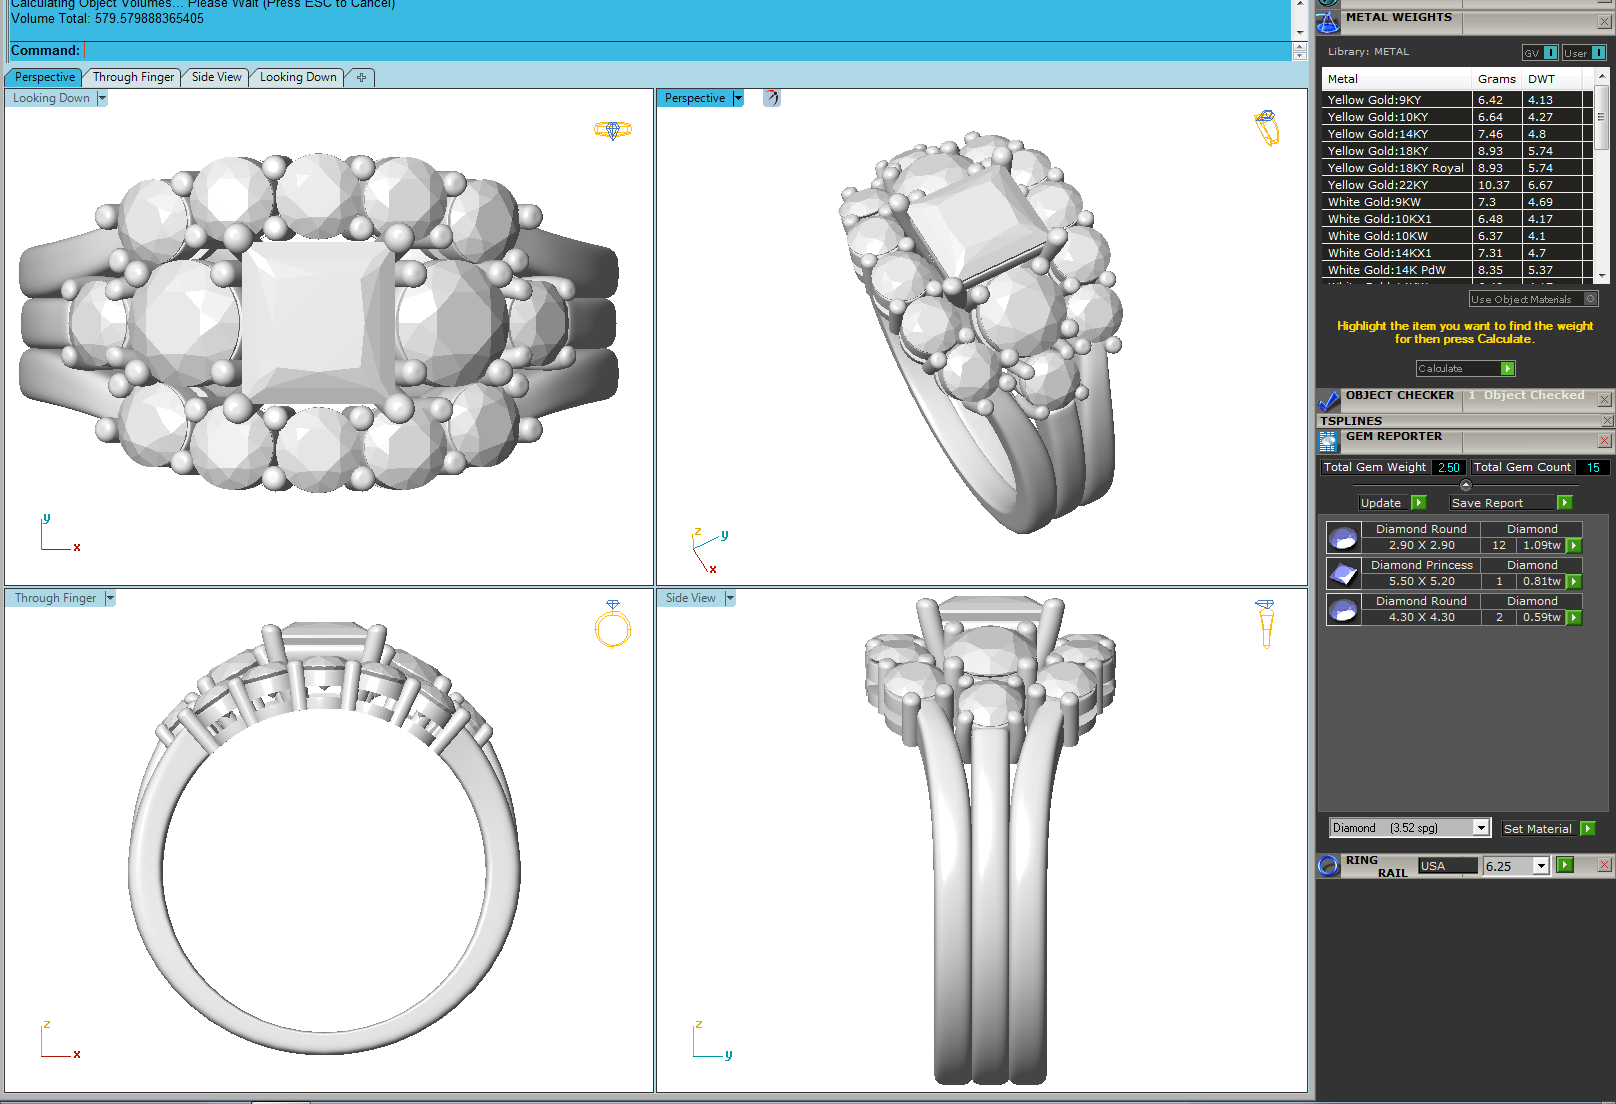 Calculating Object Volumes... Please Wait (Press ESC to Cancel)
Volume Total: 579.579888365405
Command:
Perspective
Through Finger
Side View
Looking Down
Looking Down
Perspective
y
x
z
y
x
Through Finger
Side View
z
x
z
y
METAL WEIGHTS
Library: METAL
GV
User
Metal Grams DWT
Yellow Gold:9KY 6.42 4.13
Yellow Gold:10KY 6.64 4.27
Yellow Gold:14KY 7.46 4.8
Yellow Gold:18KY 8.93 5.74
Yellow Gold:18KY Royal 8.93 5.74
Yellow Gold:22KY 10.37 6.67
White Gold:9KW 7.3 4.69
White Gold:10KX1 6.48 4.17
White Gold:10KW 6.37 4.1
White Gold:14KX1 7.31 4.7
White Gold:14K PdW 8.35 5.37
Use Object Materials
Highlight the item you want to find the weight
for then press Calculate.
Calculate
OBJECT CHECKER 1 Object Checked
TSPLINES
GEM REPORTER
Total Gem Weight 2.50 Total Gem Count 15
Update Save Report
Diamond Round Diamond
2.90 X 2.90 12 1.09tw
Diamond Princess Diamond
5.50 X 5.20 1 0.81tw
Diamond Round Diamond
4.30 X 4.30 2 0.59tw
Diamond (3.52 spg) Set Material
RING RAIL USA 6.25